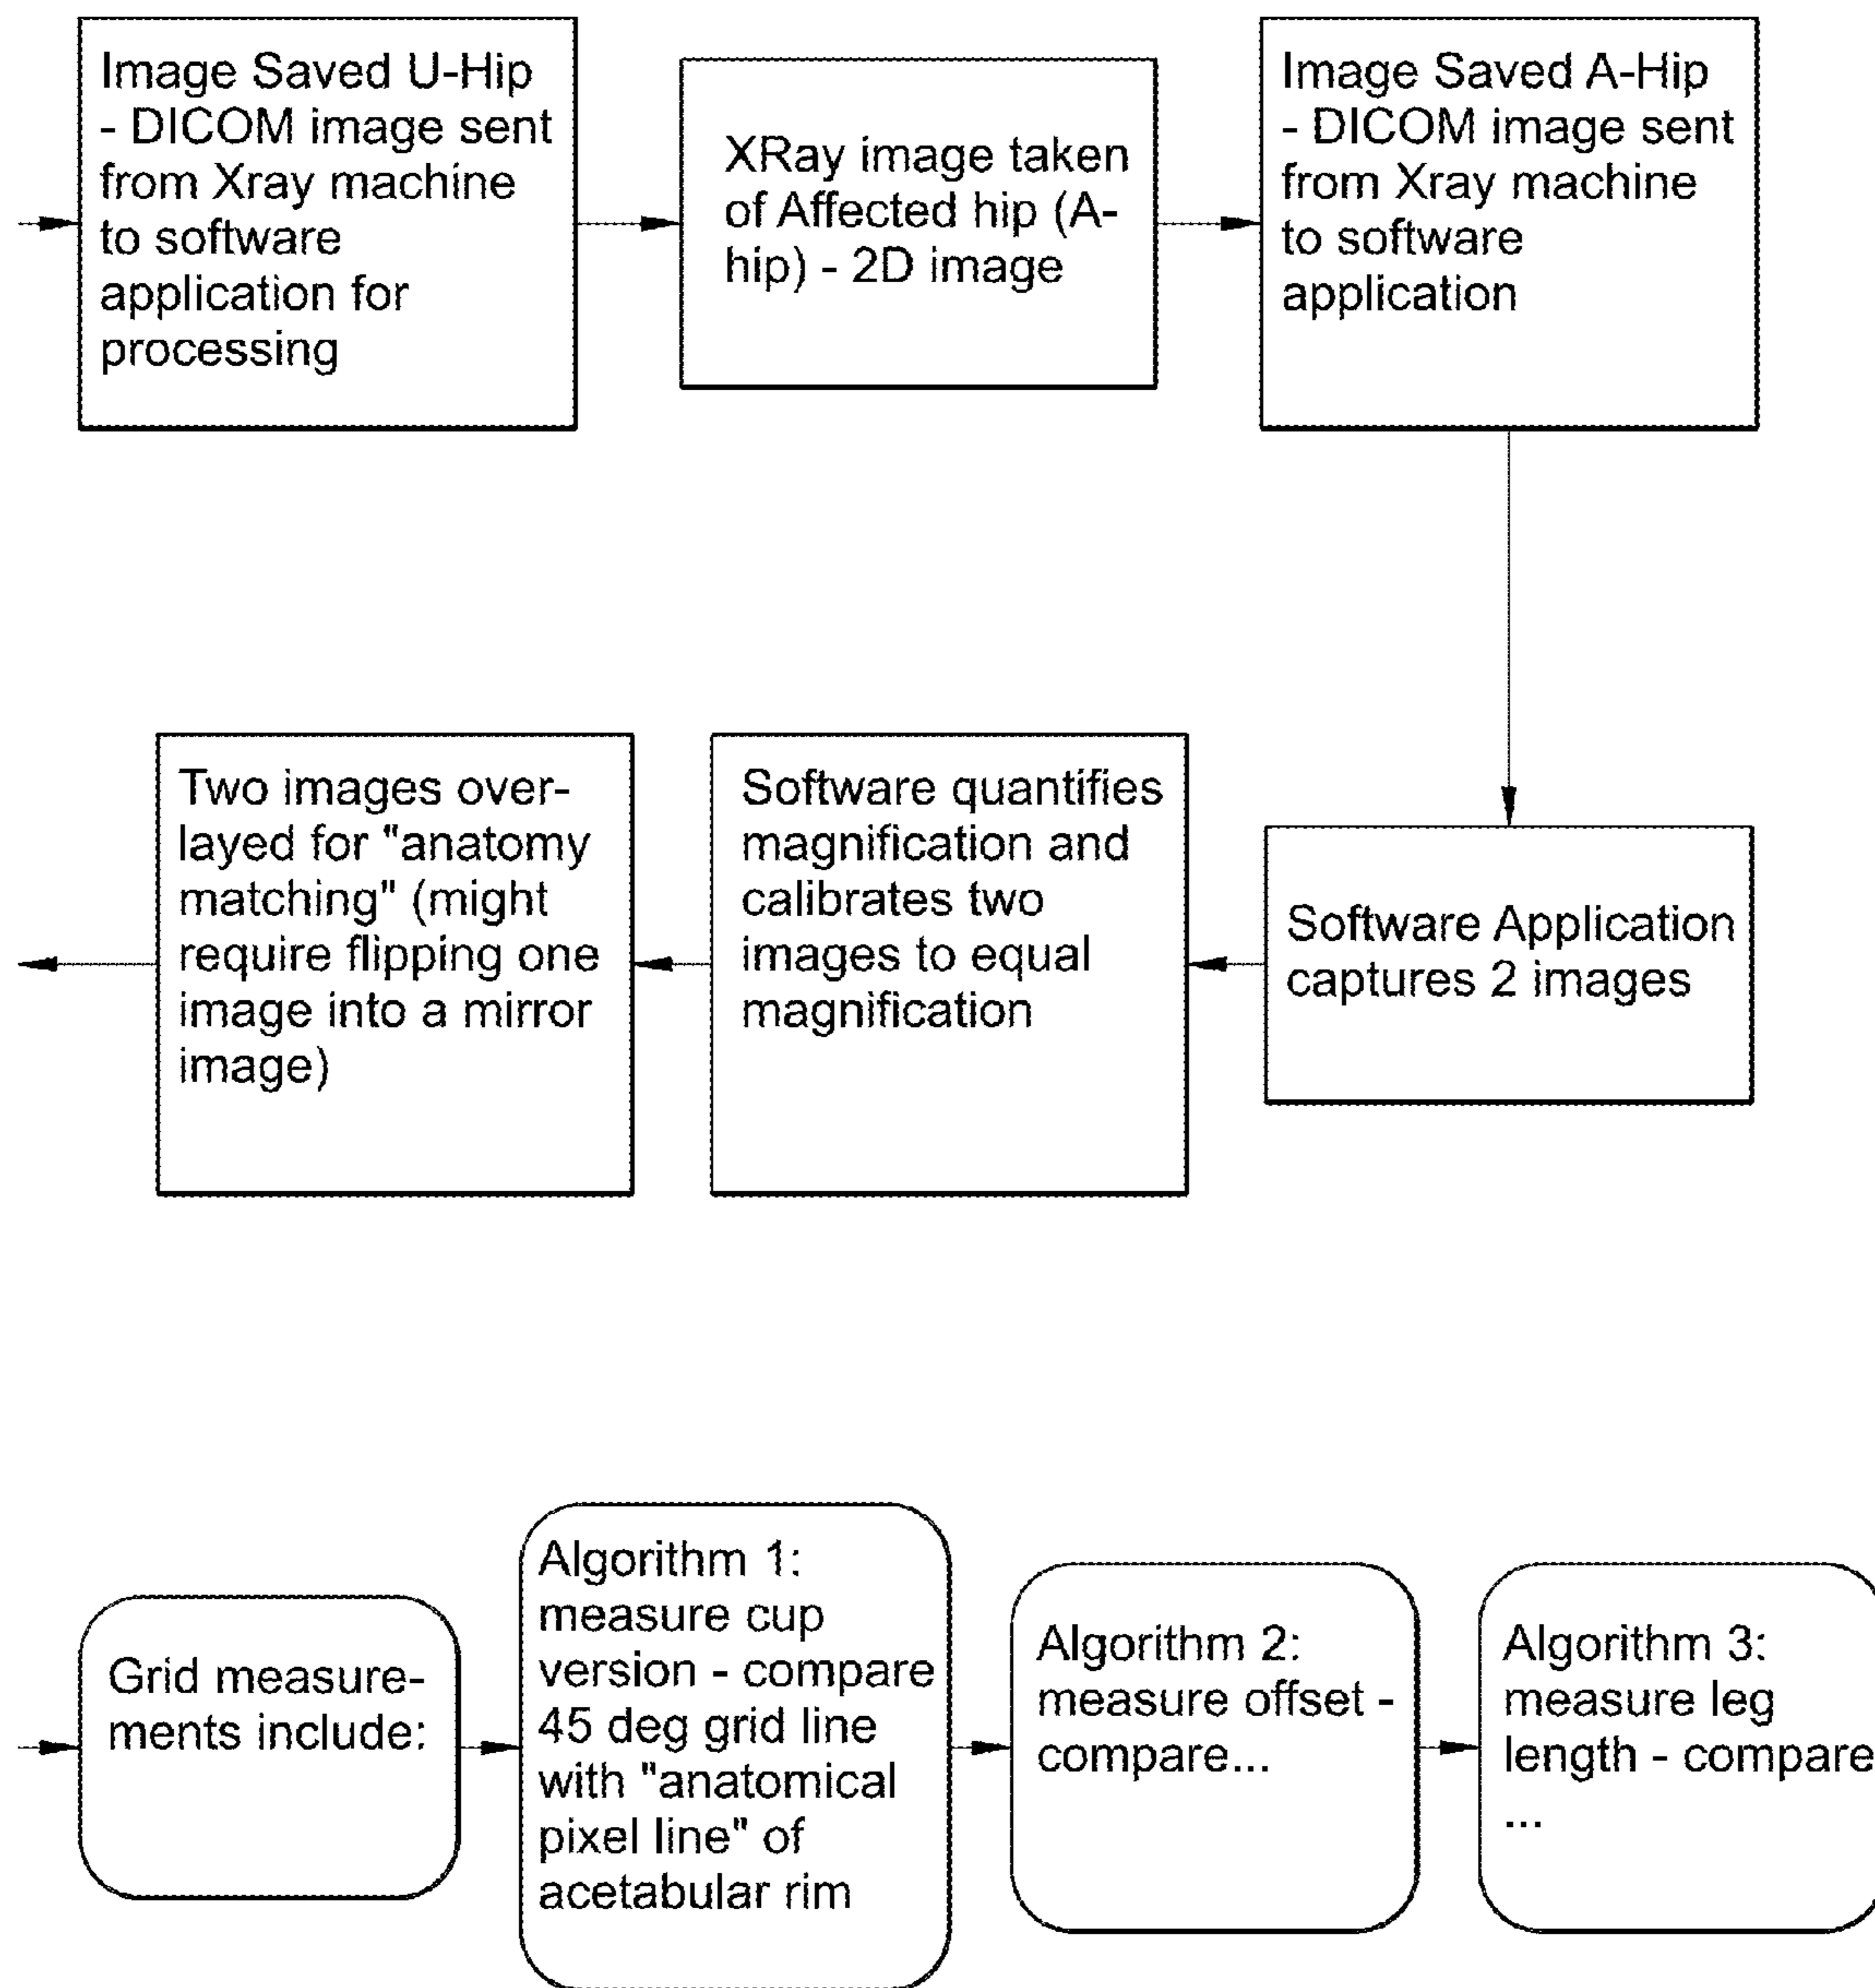 Image Saved U-Hip
- DICOM image sent
from Xray machine
to software
application for
processing
XRay image taken
of Affected hip (A-
hip) - 2D image
Image Saved A-Hip
- DICOM image sent
from Xray machine
to software
application
Two images over-
layed for "anatomy
matching" (might
require flipping one
image into a mirror
image)
Software quantifies
magnification and
calibrates two
images to equal
magnification
Software Application
captures 2 images
Grid measure-
ments include:
Algorithm 1:
measure cup
version - compare
45 deg grid line
with "anatomical
pixel line" of
acetabular rim
Algorithm 2:
measure offset -
compare...
Algorithm 3:
measure leg
length - compare
...